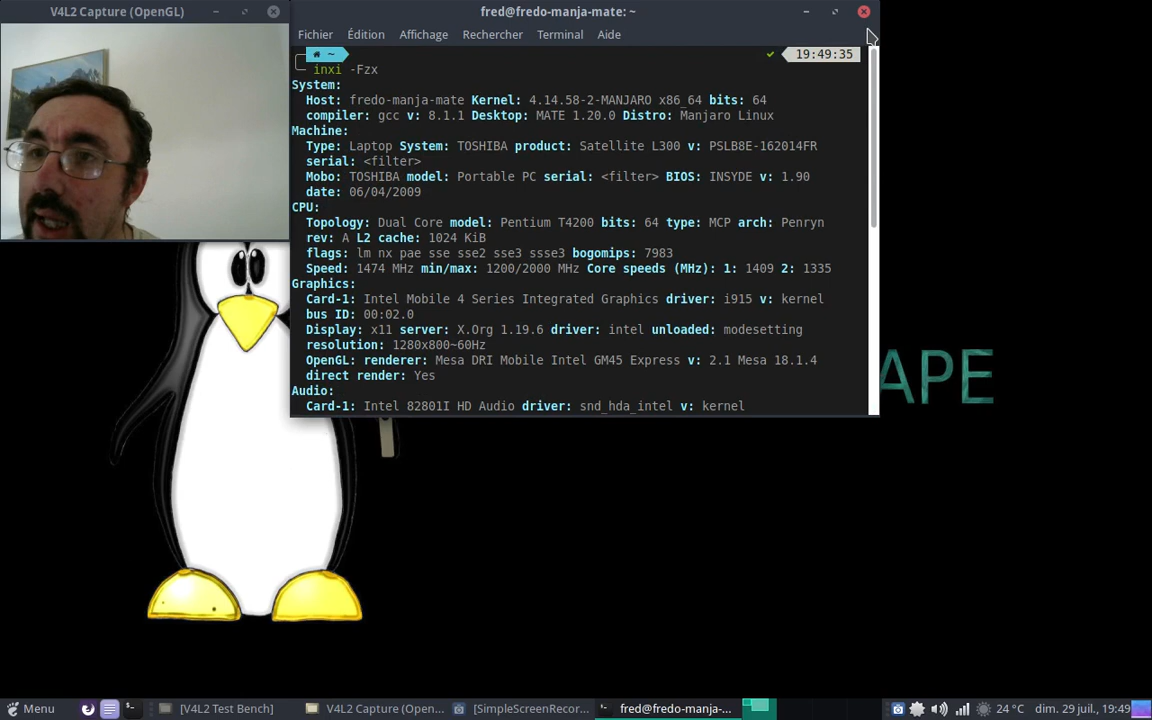 V4L2 Capture (OpenGL)
fred@fredo-manja-mate: ~
Fichier Édition Affichage Rechercher Terminal Aide
~ ✔ 19:49:35
inxi -Fzx
System:
Host: fredo-manja-mate Kernel: 4.14.58-2-MANJARO x86_64 bits: 64
compiler: gcc v: 8.1.1 Desktop: MATE 1.20.0 Distro: Manjaro Linux
Machine:
Type: Laptop System: TOSHIBA product: Satellite L300 v: PSLB8E-162014FR
serial: <filter>
Mobo: TOSHIBA model: Portable PC serial: <filter> BIOS: INSYDE v: 1.90
date: 06/04/2009
CPU:
Topology: Dual Core model: Pentium T4200 bits: 64 type: MCP arch: Penryn
rev: A L2 cache: 1024 KiB
flags: lm nx pae sse sse2 sse3 ssse3 bogomips: 7983
Speed: 1474 MHz min/max: 1200/2000 MHz Core speeds (MHz): 1: 1409 2: 1335
Graphics:
Card-1: Intel Mobile 4 Series Integrated Graphics driver: i915 v: kernel
bus ID: 00:02.0
Display: x11 server: X.Org 1.19.6 driver: intel unloaded: modesetting
resolution: 1280x800~60Hz
OpenGL: renderer: Mesa DRI Mobile Intel GM45 Express v: 2.1 Mesa 18.1.4
direct render: Yes
Audio:
Card-1: Intel 82801I HD Audio driver: snd_hda_intel v: kernel
APE
Menu [V4L2 Test Bench] V4L2 Capture (Open... [SimpleScreenRecor... fred@fredo-manja-... 24 °C dim. 29 juil., 19:49